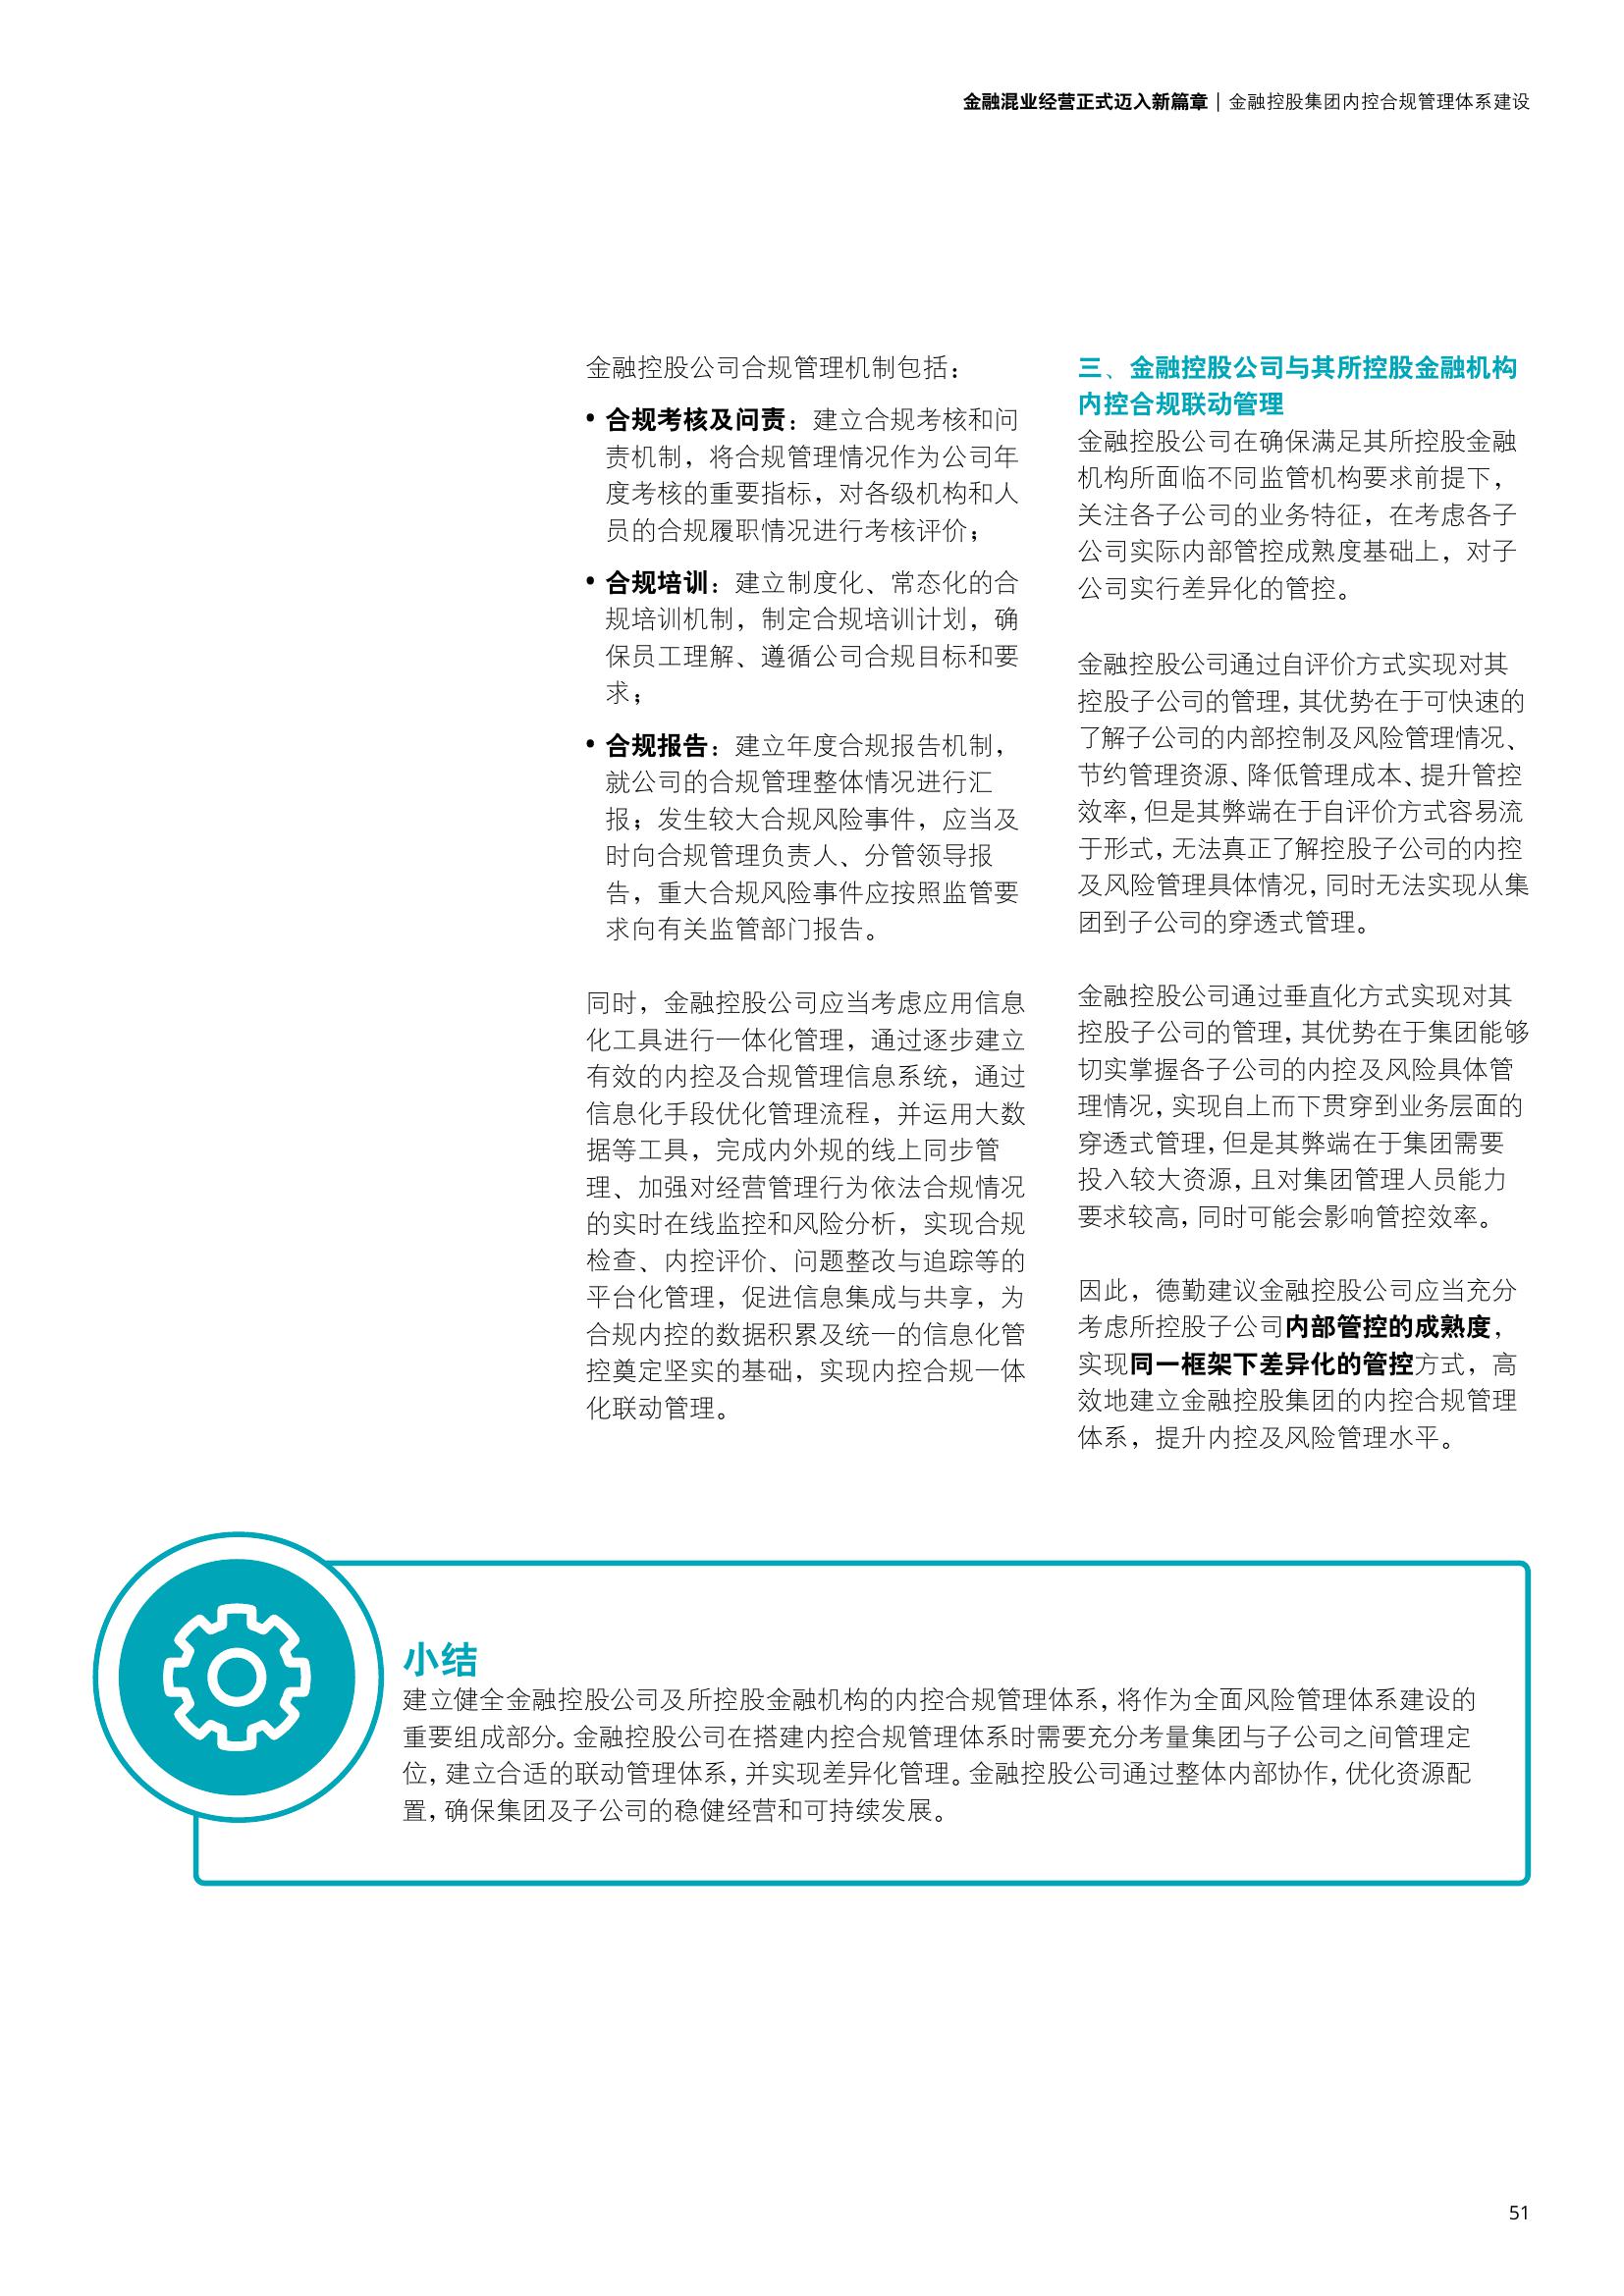 金融混业经营正式迈入新篇章 | 金融控股集团内控合规管理体系建设
金融控股公司合规管理机制包括：
• 合规考核及问责：建立合规考核和问
责机制，将合规管理情况作为公司年
度考核的重要指标，对各级机构和人
员的合规履职情况进行考核评价；
• 合规培训：建立制度化、常态化的合
规培训机制，制定合规培训计划，确
保员工理解、遵循公司合规目标和要
求；
• 合规报告：建立年度合规报告机制，
就公司的合规管理整体情况进行汇
报；发生较大合规风险事件，应当及
时向合规管理负责人、分管领导报
告，重大合规风险事件应按照监管要
求向有关监管部门报告。
同时，金融控股公司应当考虑应用信息
化工具进行一体化管理，通过逐步建立
有效的内控及合规管理信息系统，通过
信息化手段优化管理流程，并运用大数
据等工具，完成内外规的线上同步管
理、加强对经营管理行为依法合规情况
的实时在线监控和风险分析，实现合规
检查、内控评价、问题整改与追踪等的
平台化管理，促进信息集成与共享，为
合规内控的数据积累及统一的信息化管
控奠定坚实的基础，实现内控合规一体
化联动管理。
三、金融控股公司与其所控股金融机构
内控合规联动管理
金融控股公司在确保满足其所控股金融
机构所面临不同监管机构要求前提下，
关注各子公司的业务特征，在考虑各子
公司实际内部管控成熟度基础上，对子
公司实行差异化的管控。
金融控股公司通过自评价方式实现对其
控股子公司的管理，其优势在于可快速的
了解子公司的内部控制及风险管理情况、
节约管理资源、降低管理成本、提升管控
效率，但是其弊端在于自评价方式容易流
于形式，无法真正了解控股子公司的内控
及风险管理具体情况，同时无法实现从集
团到子公司的穿透式管理。
金融控股公司通过垂直化方式实现对其
控股子公司的管理，其优势在于集团能够
切实掌握各子公司的内控及风险具体管
理情况，实现自上而下贯穿到业务层面的
穿透式管理，但是其弊端在于集团需要
投入较大资源，且对集团管理人员能力
要求较高，同时可能会影响管控效率。
因此，德勤建议金融控股公司应当充分
考虑所控股子公司内部管控的成熟度，
实现同一框架下差异化的管控方式，高
效地建立金融控股集团的内控合规管理
体系，提升内控及风险管理水平。
小结
建立健全金融控股公司及所控股金融机构的内控合规管理体系，将作为全面风险管理体系建设的
重要组成部分。金融控股公司在搭建内控合规管理体系时需要充分考量集团与子公司之间管理定
位，建立合适的联动管理体系，并实现差异化管理。金融控股公司通过整体内部协作，优化资源配
置，确保集团及子公司的稳健经营和可持续发展。
51